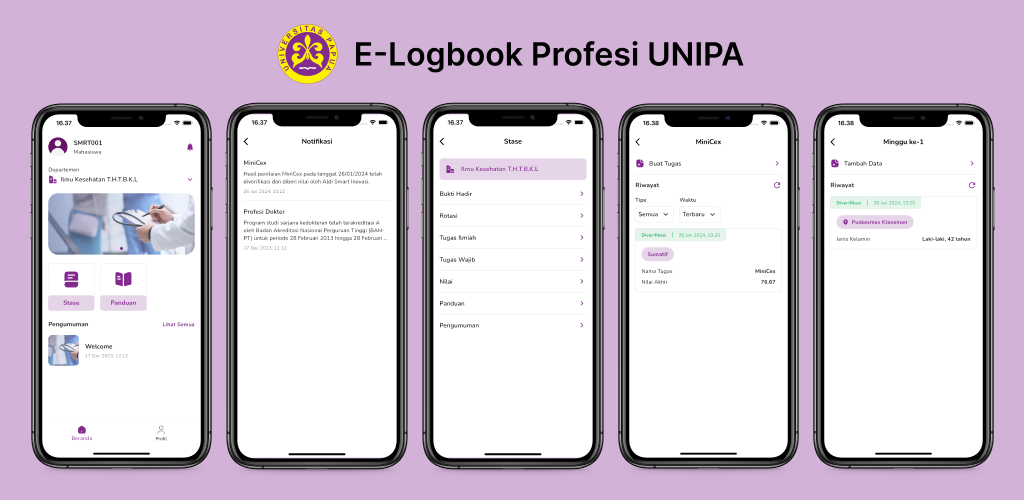 UNIVERSITAS PAPUA
E-Logbook Profesi UNIPA
16.37
SMRT001
Mahasiswa
Departemen
Ilmu Kesehatan T.H.T.B.K.L
Stase
Panduan
Pengumuman
Lihat Semua
Welcome
17 Dec 2023, 12:12
Beranda
Profil
16.37
Notifikasi
MiniCex
Hasil penilaian MiniCex pada tanggal 26/01/2024 telah
diverifikasi dan diberi nilai oleh Aldi Smart Inovasi.
26 Jan 2024, 13:22
Profesi Dokter
Program studi sarjana kedokteran telah terakreditasi A
oleh Badan Akreditasi Nasional Perguruan Tinggi (BAN-
PT) untuk periode 28 Februari 2013 hingga 28 Februari ...
17 Dec 2023, 12:12
16.37
Stase
Ilmu Kesehatan T.H.T.B.K.L
Bukti Hadir
Rotasi
Tugas Ilmiah
Tugas Wajib
Nilai
Panduan
Pengumuman
16.38
MiniCex
Buat Tugas
Riwayat
Tipe
Waktu
Semua
Terbaru
Diverifikasi
26 Jan 2024, 13:20
Sumatif
Nama Tugas
MiniCex
Nilai Akhir
76.67
16.38
Minggu ke-1
Tambah Data
Riwayat
Diverifikasi
26 Jan 2024, 13:20
Puskesmas Klasaman
Jenis Kelamin
Laki-laki, 42 tahun